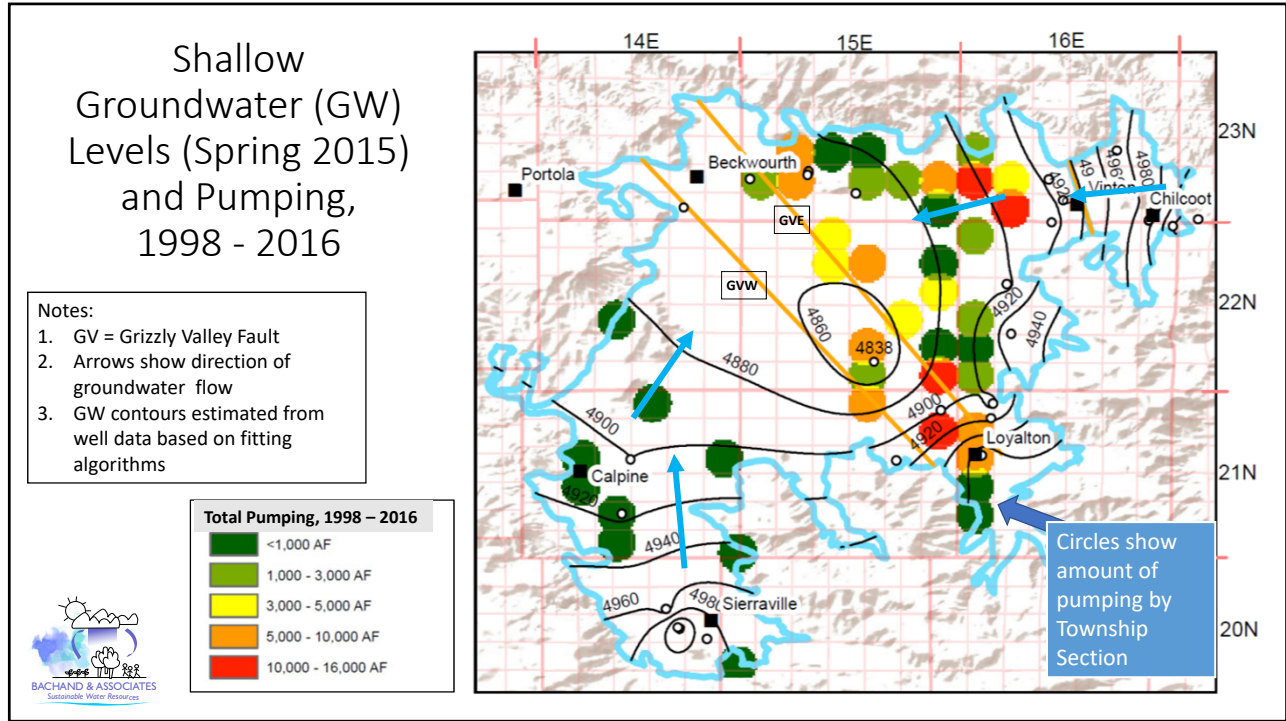 Shallow
Groundwater (GW)
Levels (Spring 2015)
and Pumping,
1998 - 2016
Notes:
1. GV = Grizzly Valley Fault
2. Arrows show direction of
groundwater flow
3. GW contours estimated from
well data based on fitting
algorithms
Total Pumping, 1998 – 2016
<1,000 AF
1,000 - 3,000 AF
3,000 - 5,000 AF
5,000 - 10,000 AF
10,000 - 16,000 AF
BACHAND & ASSOCIATES
Sustainable Water Resources
14E
15E
16E
23N
22N
21N
20N
Portola
Beckwourth
Vinton
Chilcoot
GVE
GVW
4980
4920
4940
4860
4838
4880
4900
4900
4920
Loyalton
Calpine
4920
4940
4960
Sierraville
Circles show
amount of
pumping by
Township
Section